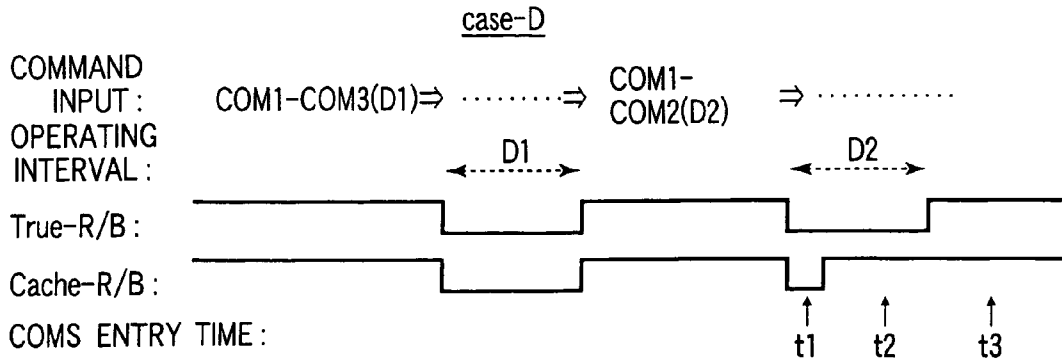 case-D
COMMAND INPUT : COM1-COM3(D1)⇒ ········⇒ COM1-COM2(D2) ⇒ ··········
OPERATING INTERVAL : D1 D2
True-R/B :
Cache-R/B :
COMS ENTRY TIME : t1 t2 t3